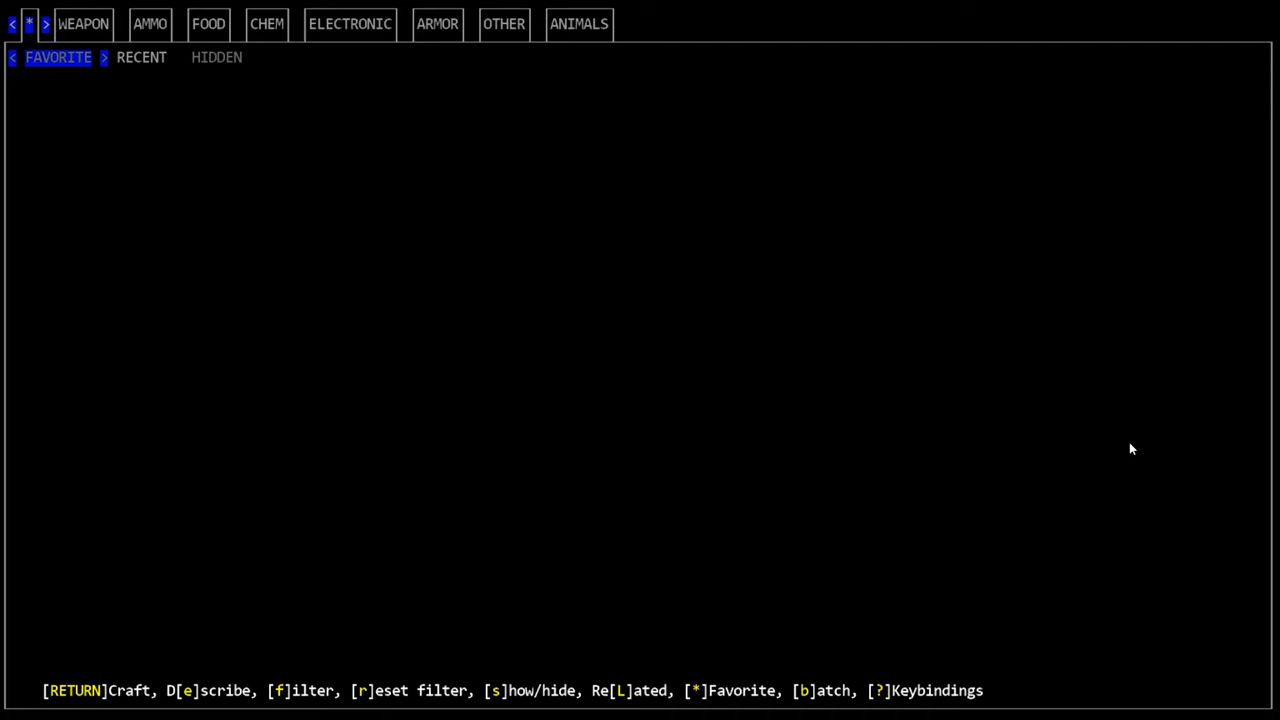 < * > WEAPON AMMO FOOD CHEM ELECTRONIC ARMOR OTHER ANIMALS
< FAVORITE > RECENT HIDDEN
[RETURN]Craft, D[e]scribe, [f]ilter, [r]eset filter, [s]how/hide, Re[L]ated, [*]Favorite, [b]atch, [?]Keybindings